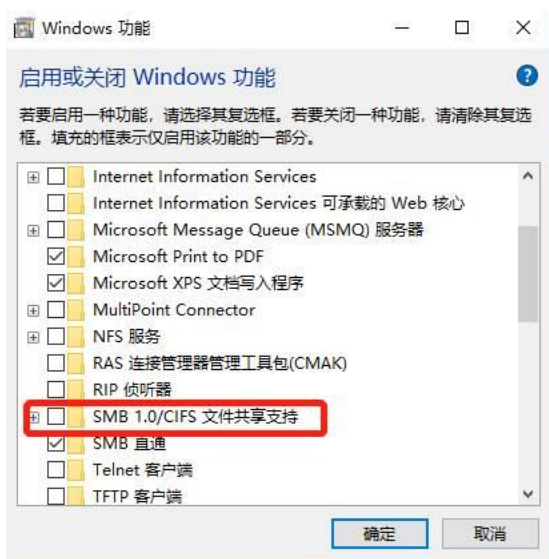 Windows 功能
启用或关闭 Windows 功能
若要启用一种功能，请选择其复选框。若要关闭一种功能，请清除其复选
框。填充的框表示仅启用该功能的一部分。
Internet Information Services
Internet Information Services 可承载的 Web 核心
Microsoft Message Queue (MSMQ) 服务器
Microsoft Print to PDF
Microsoft XPS 文档写入程序
MultiPoint Connector
NFS 服务
RAS 连接管理器管理工具包(CMAK)
RIP 侦听器
SMB 1.0/CIFS 文件共享支持
SMB 直通
Telnet 客户端
TFTP 客户端
确定
取消